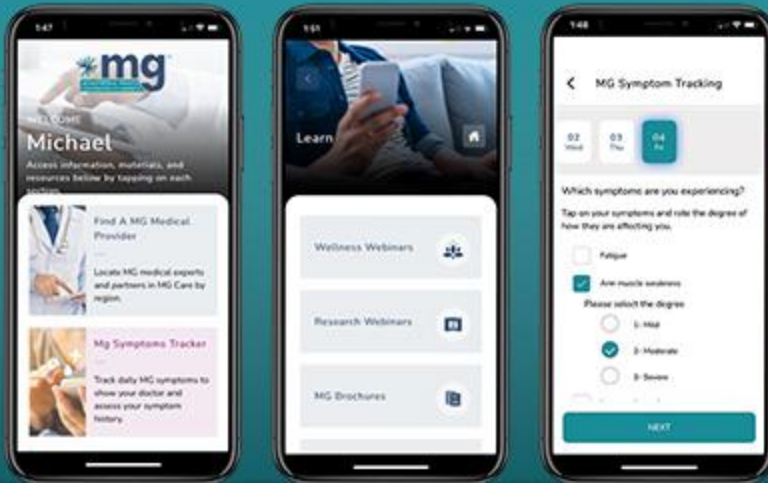 1:47
mg
WELCOME
Michael
Access information, materials, and
resources below by tapping on each
section.
Find A MG Medical
Provider
Locate MG medical experts
and partners in MG Care by
region.
Mg Symptoms Tracker
Track daily MG symptoms to
show your doctor and
assess your symptom
history.
1:51
Learn
Wellness Webinars
Research Webinars
MG Brochures
1:48
MG Symptom Tracking
02
Wed
03
Thu
04
Fri
Which symptoms are you experiencing?
Tap on your symptoms and rate the degree of
how they are affecting you.
Fatigue
Arm muscle weakness
Please select the degree
1- Mild
2- Moderate
3- Severe
NEXT